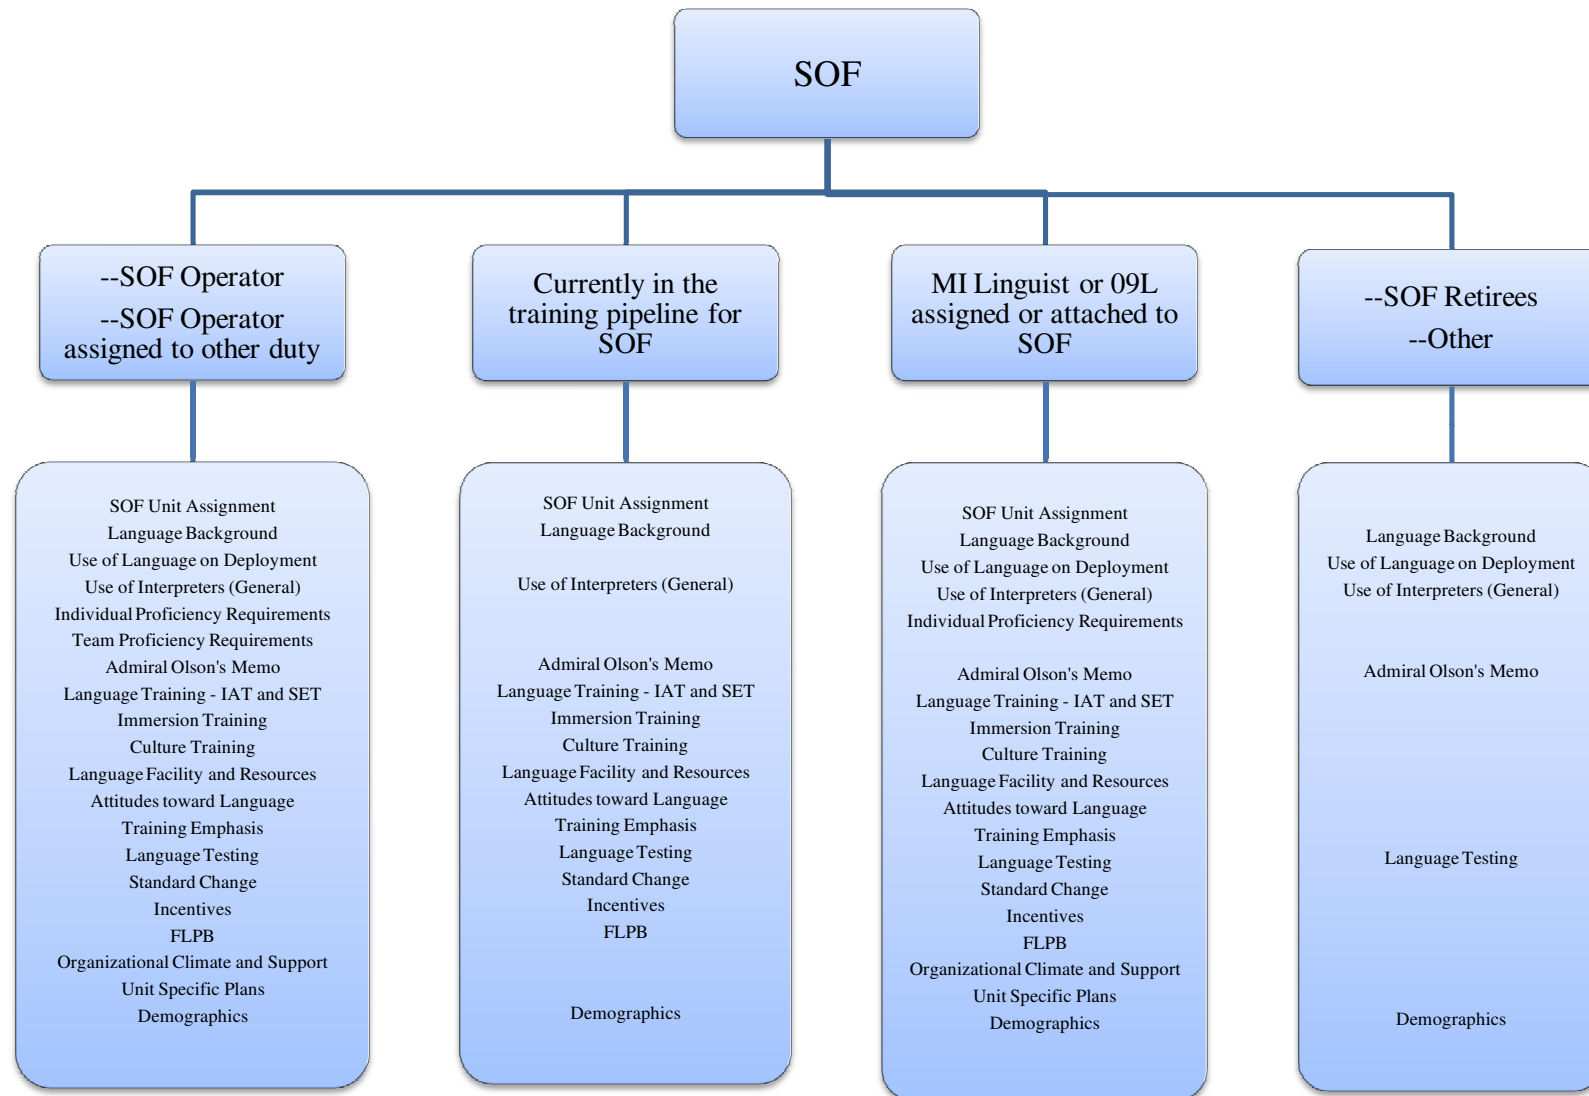 SOF
--SOF Operator
--SOF Operator
assigned to other duty
Currently in the
training pipeline for
SOF
MI Linguist or 09L
assigned or attached to
SOF
--SOF Retirees
--Other
SOF Unit Assignment
Language Background
Use of Language on Deployment
Use of Interpreters (General)
Individual Proficiency Requirements
Team Proficiency Requirements
Admiral Olson's Memo
Language Training - IAT and SET
Immersion Training
Culture Training
Language Facility and Resources
Attitudes toward Language
Training Emphasis
Language Testing
Standard Change
Incentives
FLPB
Organizational Climate and Support
Unit Specific Plans
Demographics
SOF Unit Assignment
Language Background
Use of Interpreters (General)
Admiral Olson's Memo
Language Training - IAT and SET
Immersion Training
Culture Training
Language Facility and Resources
Attitudes toward Language
Training Emphasis
Language Testing
Standard Change
Incentives
FLPB
Demographics
SOF Unit Assignment
Language Background
Use of Language on Deployment
Use of Interpreters (General)
Individual Proficiency Requirements
Admiral Olson's Memo
Language Training - IAT and SET
Immersion Training
Culture Training
Language Facility and Resources
Attitudes toward Language
Training Emphasis
Language Testing
Standard Change
Incentives
FLPB
Organizational Climate and Support
Unit Specific Plans
Demographics
Language Background
Use of Language on Deployment
Use of Interpreters (General)
Admiral Olson's Memo
Language Testing
Demographics